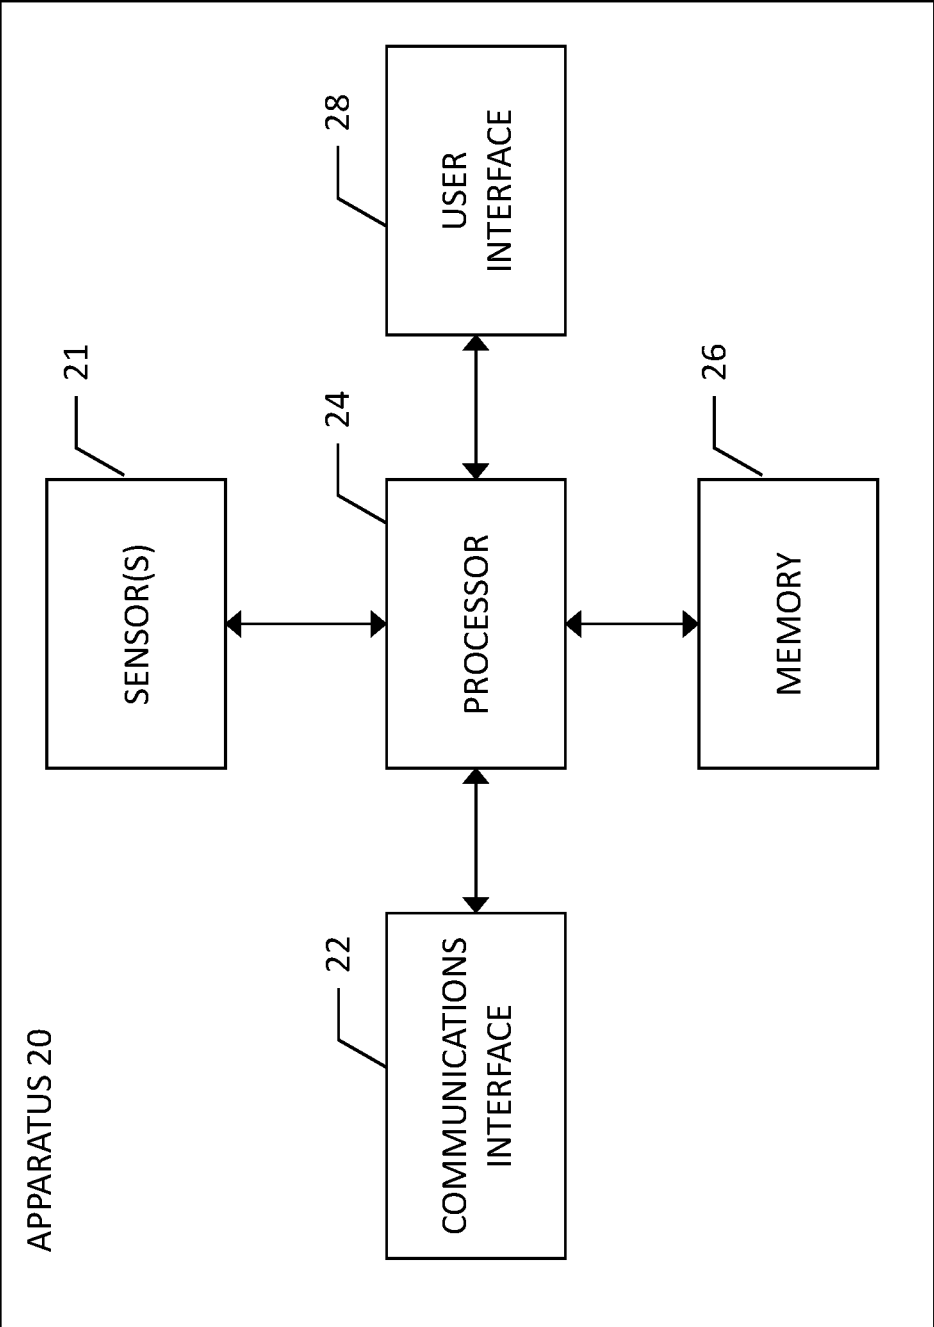 APPARATUS 20
21
SENSOR(S)
22
COMMUNICATIONS
INTERFACE
24
PROCESSOR
28
USER
INTERFACE
26
MEMORY